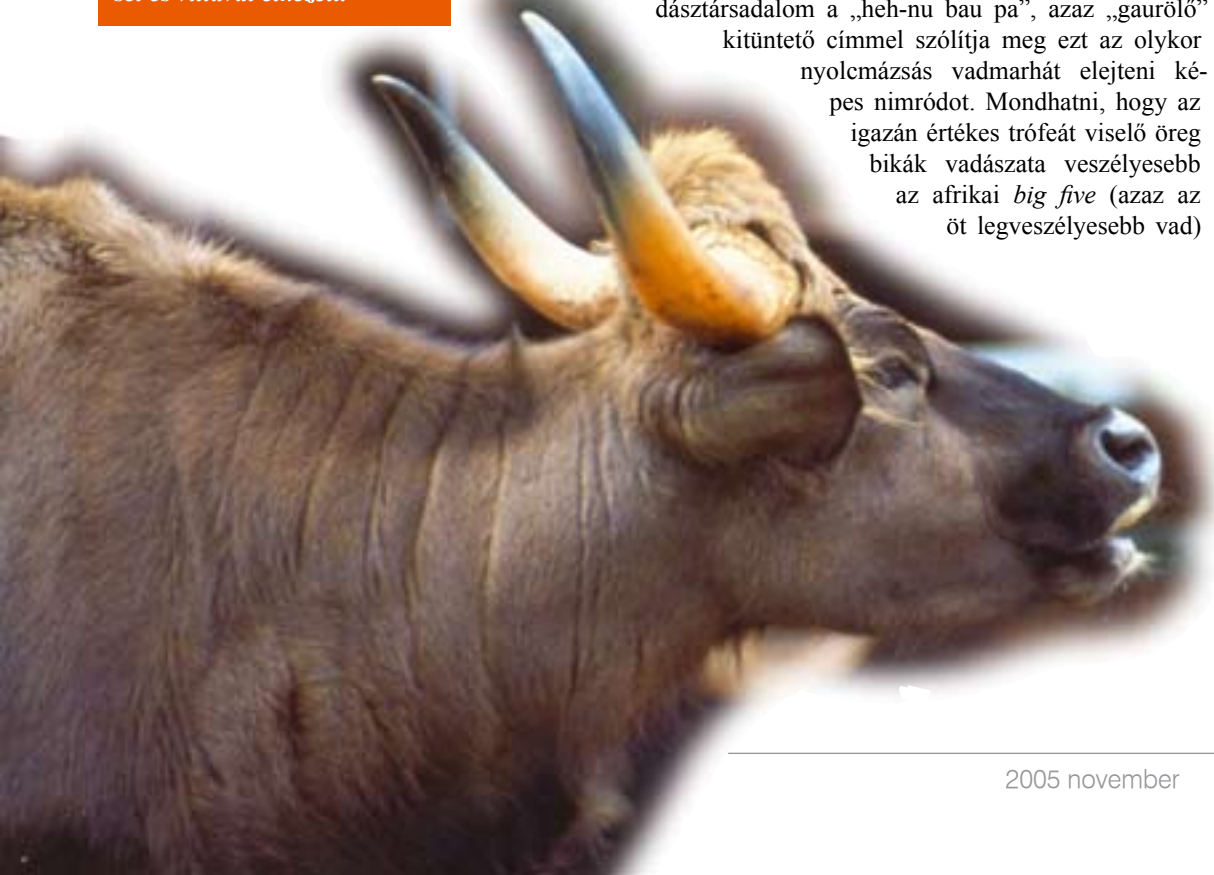 dásztársadalom a „heh-nu bau pa”, azaz „gaurölő”
kitüntető címmel szólítja meg ezt az olykor
nyolcmázsás vadmarhát elejteni ké-
pes nimródot. Mondhatni, hogy az
igazán értékes trófeát viselő öreg
bikák vadászata veszélyesebb
az afrikai big five (azaz az
öt legveszélyesebb vad)
2005 november